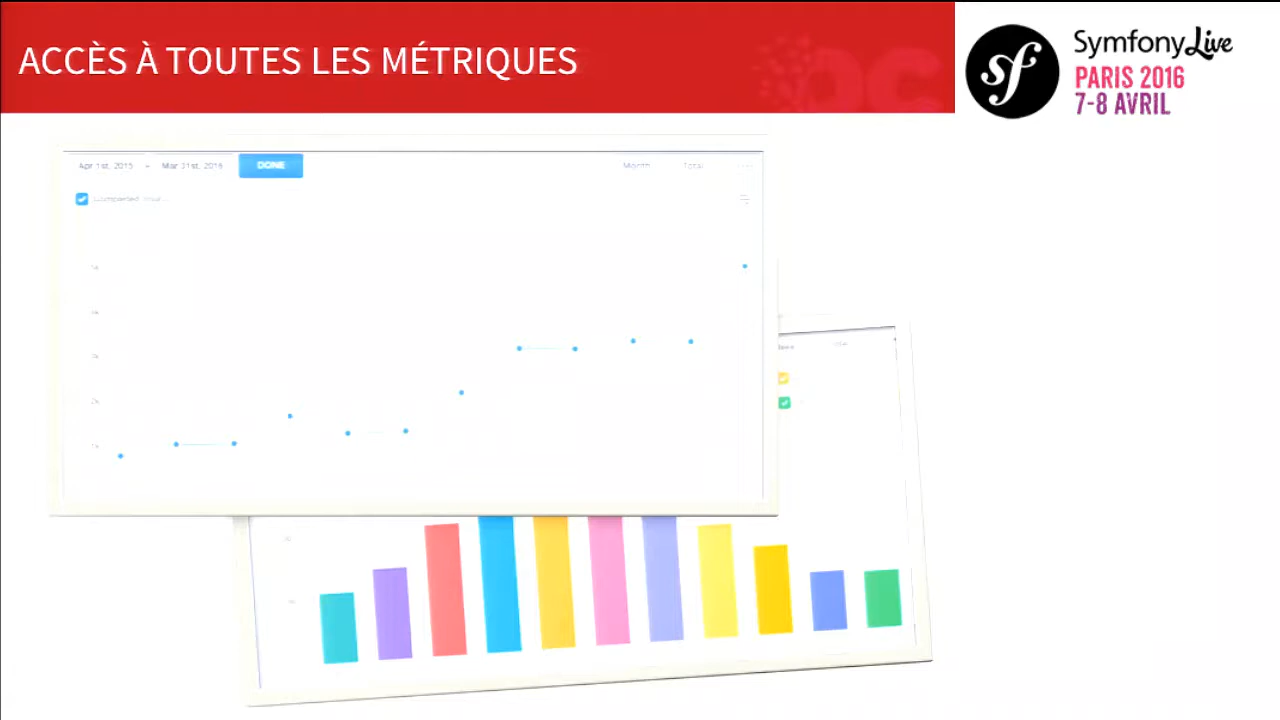 ACCÈS À TOUTES LES MÉTRIQUES
SymfonyLive
PARIS 2016
7-8 AVRIL
Apr 1st, 2015 - Mar 31st, 2016 DONE Month Total